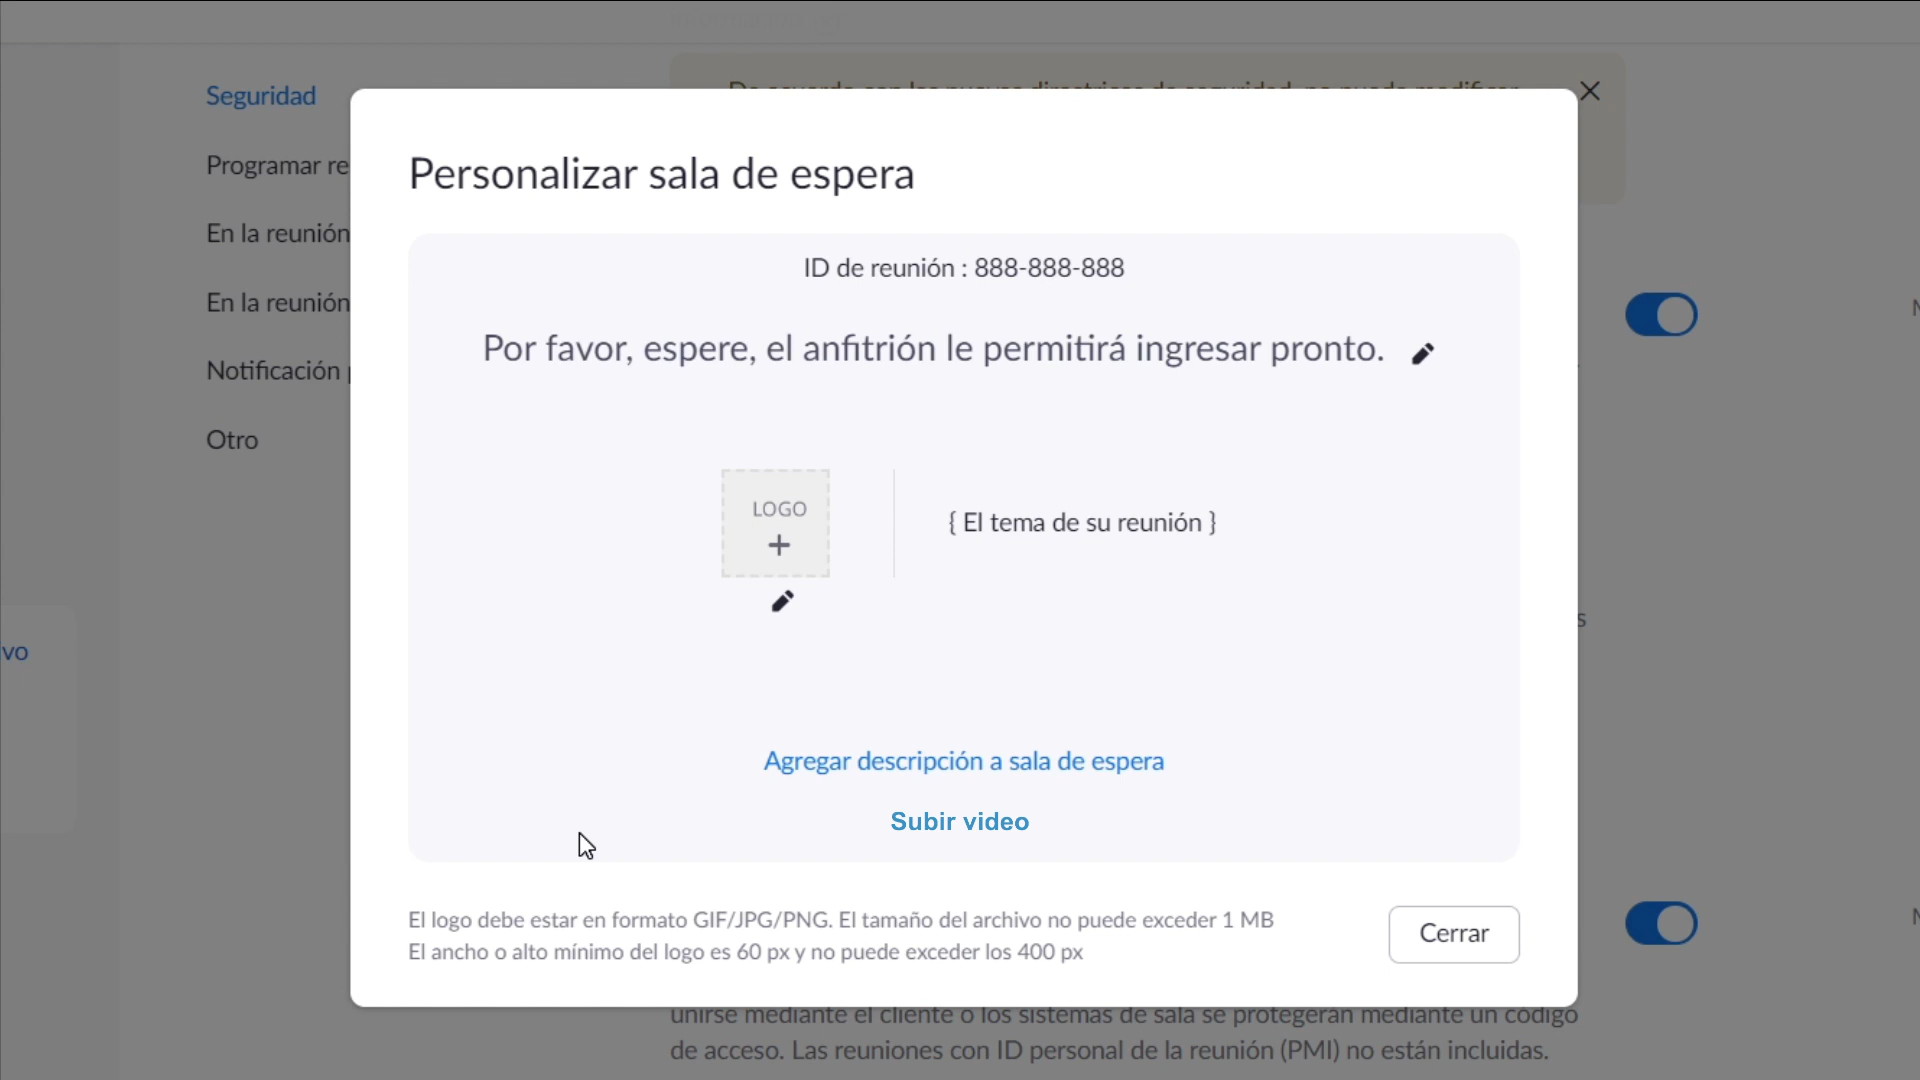 Seguridad
Programar re
En la reunión
En la reunión
Notificación
Otro
vo
Personalizar sala de espera
ID de reunión : 888-888-888
Por favor, espere, el anfitrión le permitirá ingresar pronto.
LOGO
+
{ El tema de su reunión }
Agregar descripción a sala de espera
Subir video
El logo debe estar en formato GIF/JPG/PNG. El tamaño del archivo no puede exceder 1 MB
El ancho o alto mínimo del logo es 60 px y no puede exceder los 400 px
Cerrar
s
unirse mediante el cliente o los sistemas de sala se protegerán mediante un código
de acceso. Las reuniones con ID personal de la reunión (PMI) no están incluidas.